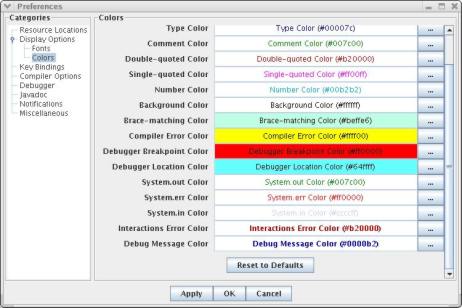 Preferences
Categories
Resource Locations
Display Options
Fonts
Colors
Key Bindings
Compiler Options
Debugger
Javadoc
Notifications
Miscellaneous
Colors
Type Color Type Color (#00007c) ...
Comment Color Comment Color (#007c00) ...
Double-quoted Color Double-quoted Color (#b20000) ...
Single-quoted Color Single-quoted Color (#ff00ff) ...
Number Color Number Color (#00b2b2) ...
Background Color Background Color (#ffffff) ...
Brace-matching Color Brace-matching Color (#beffe6) ...
Compiler Error Color Compiler Error Color (#ffff00) ...
Debugger Breakpoint Color Debugger Breakpoint Color (#ff0000) ...
Debugger Location Color Debugger Location Color (#64ffff) ...
System.out Color System.out Color (#007c00) ...
System.err Color System.err Color (#ff0000) ...
System.in Color System.in Color (#ccccff) ...
Interactions Error Color Interactions Error Color (#b20000) ...
Debug Message Color Debug Message Color (#0000b2) ...
Reset to Defaults
Apply OK Cancel